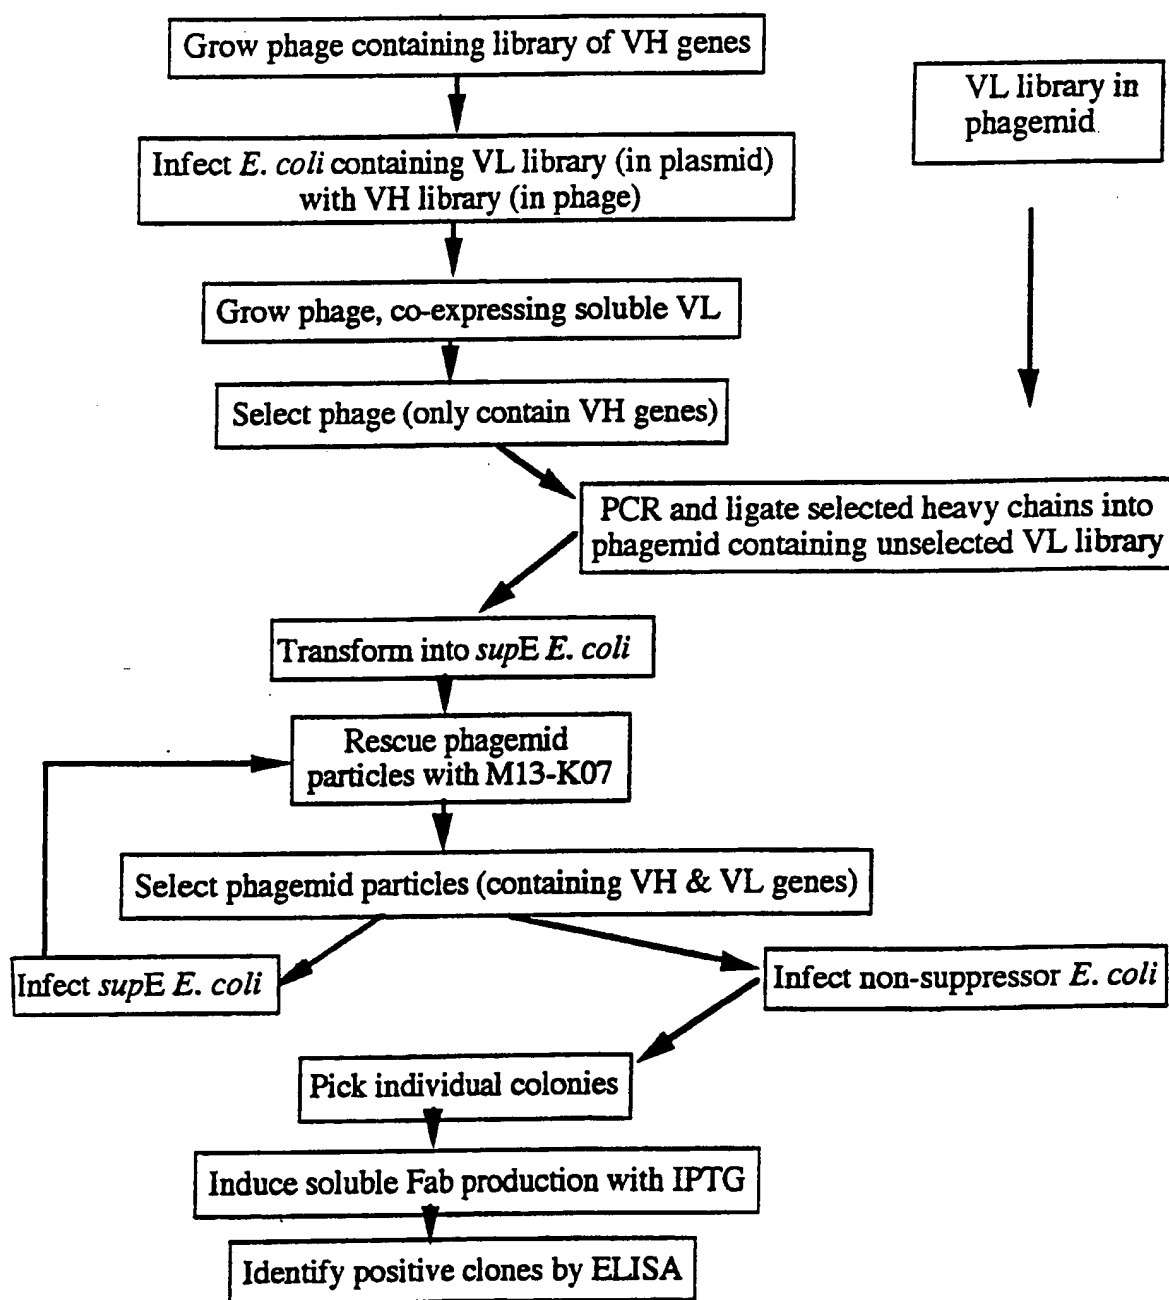 Grow phage containing library of VH genes
VL library in
phagemid
Infect E. coli containing VL library (in plasmid)
with VH library (in phage)
Grow phage, co-expressing soluble VL
Select phage (only contain VH genes)
PCR and ligate selected heavy chains into
phagemid containing unselected VL library
Transform into supE E. coli
Rescue phagemid
particles with M13-K07
Select phagemid particles (containing VH & VL genes)
Infect supE E. coli
Infect non-suppressor E. coli
Pick individual colonies
Induce soluble Fab production with IPTG
Identify positive clones by ELISA